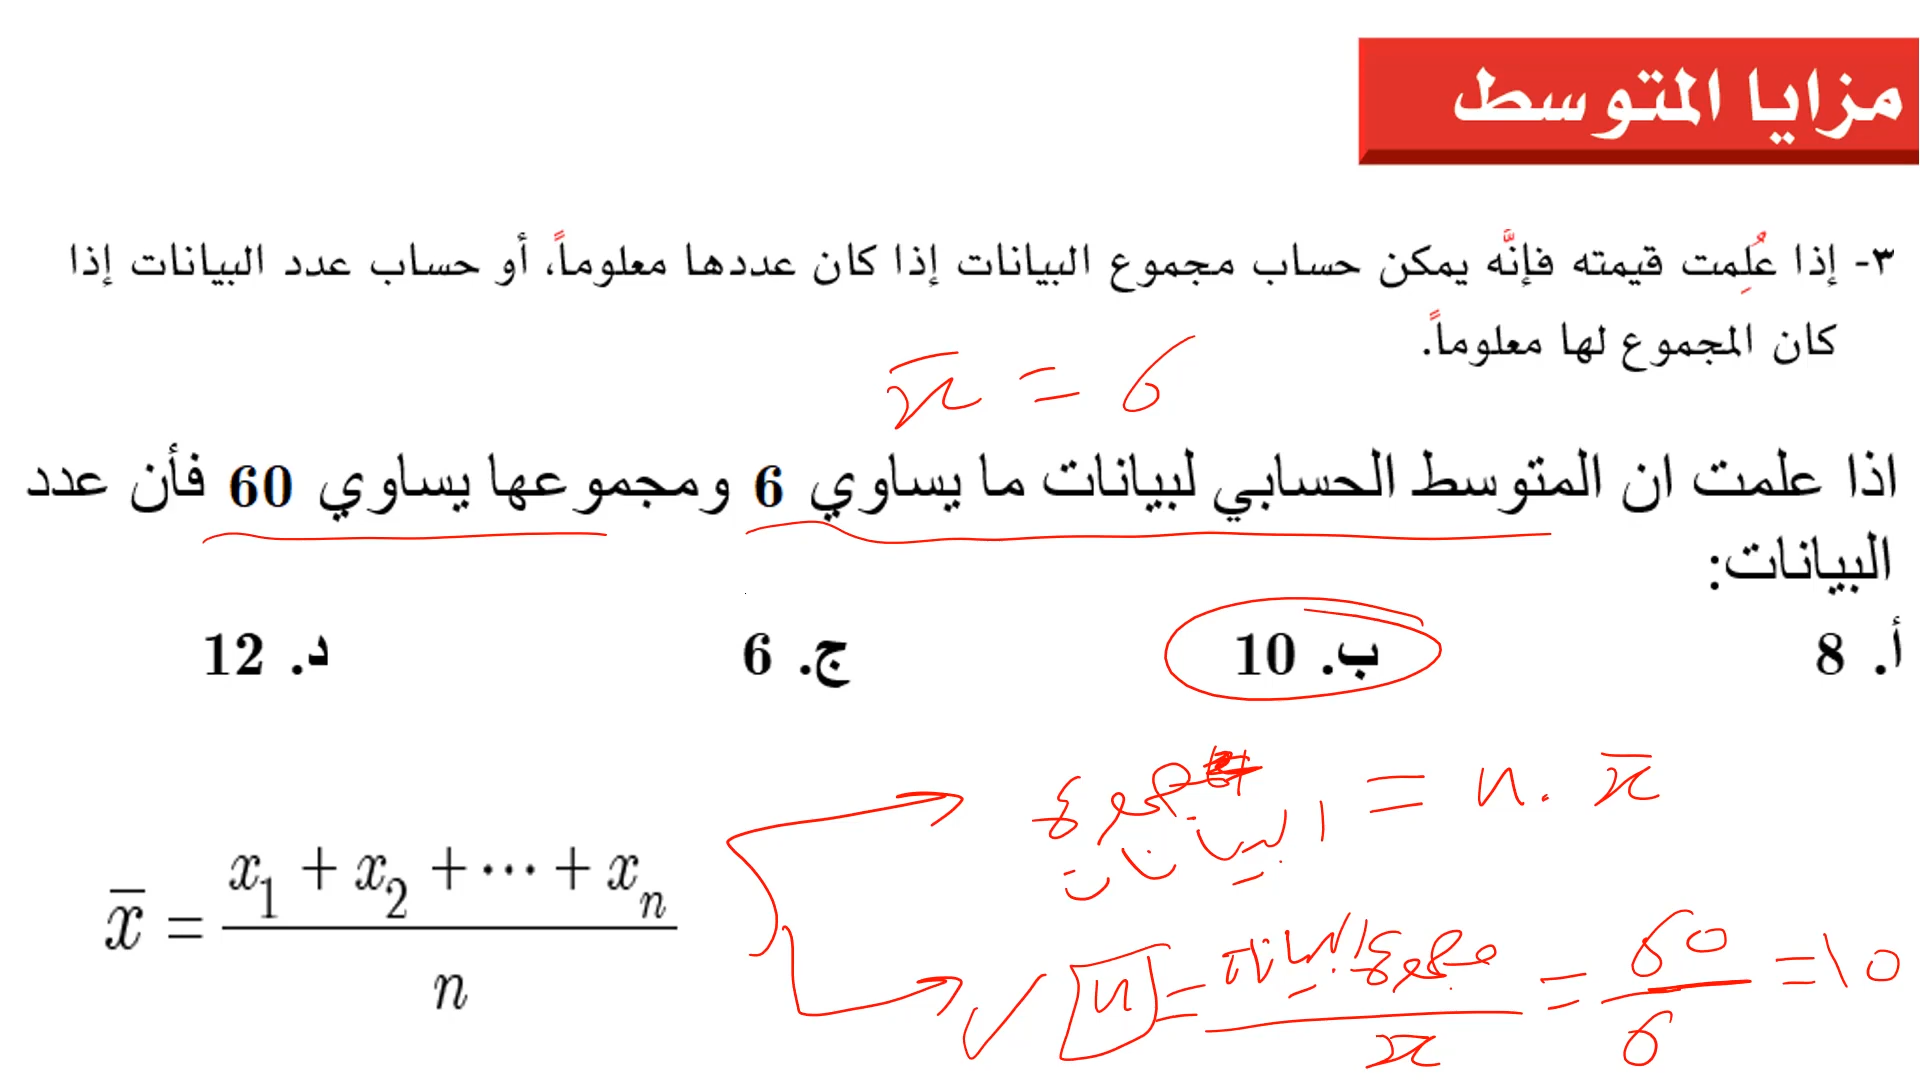 مزايا المتوسط
٣- إذا عُلِمت قيمته فإنَّه يمكن حساب مجموع البيانات إذا كان عددها معلوماً، أو حساب عدد البيانات إذا
كان المجموع لها معلوماً.
x̄ = 6
اذا علمت ان المتوسط الحسابي لبيانات ما يساوي 6 ومجموعها يساوي 60 فأن عدد
البيانات:
أ. 8 ب. 10 ج. 6 د. 12
مجموع البيانات = n . x̄
x̄ = (x₁ + x₂ + ⋯ + xₙ) / n
n = مجموع البيانات / x̄ = 60 / 6 = 10